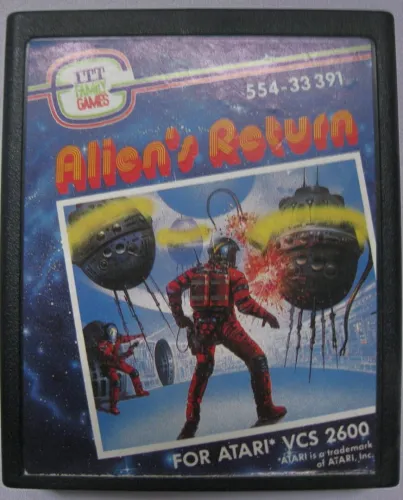 ITT
FAMILY
GAMES
554-33 391
Alien's Return
FOR ATARI* VCS 2600
*ATARI is a trademark
of ATARI, Inc.